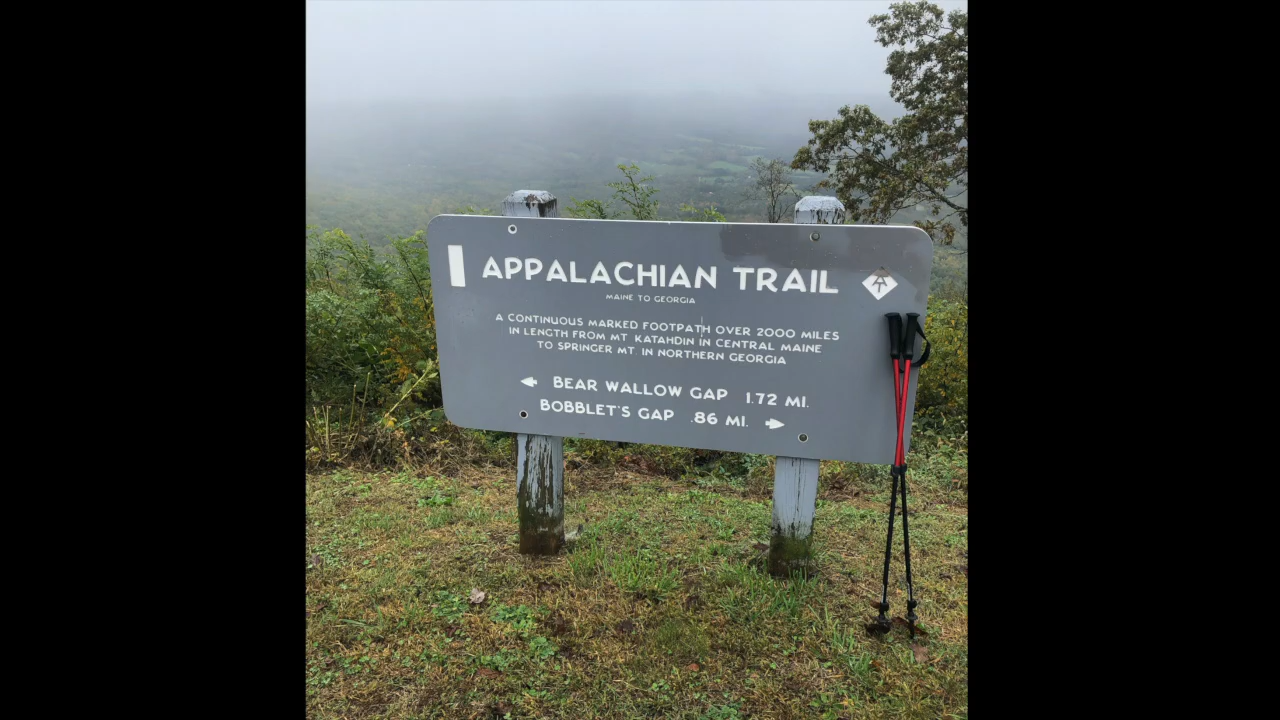 APPALACHIAN TRAIL
MAINE TO GEORGIA
A CONTINUOUS MARKED FOOTPATH OVER 2000 MILES
IN LENGTH FROM MT. KATAHDIN IN CENTRAL MAINE
TO SPRINGER MT. IN NORTHERN GEORGIA
BEAR WALLOW GAP 1.72 MI.
BOBBLET'S GAP .86 MI.